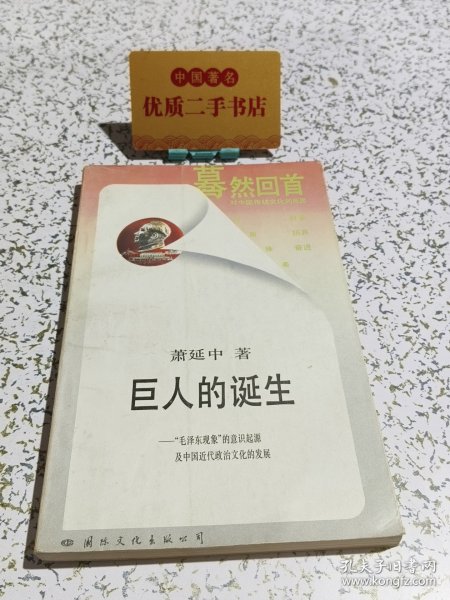 中国著名
优质二手书店
蓦然回首
萧延中 著
巨人的诞生
——“毛泽东现象”的意识起源
及中国近代政治文化的发展
国际文化出版公司
孔夫子旧书网
www.kongfz.com